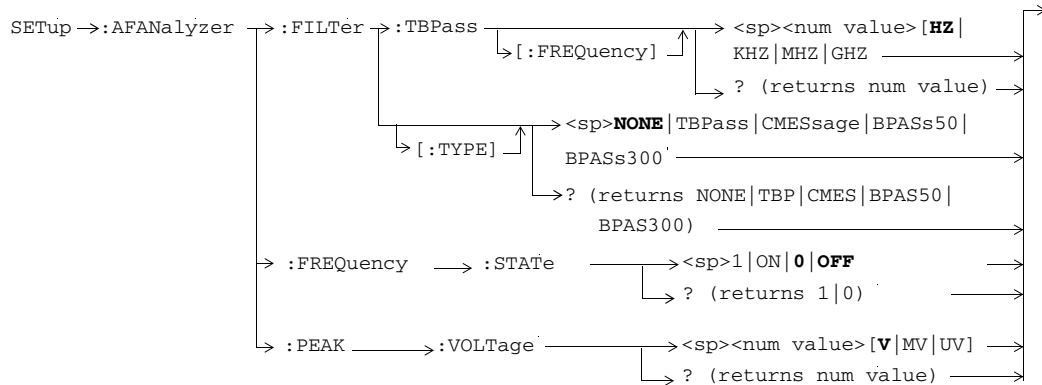 SETup :AFANalyzer :FILTer :TBPass <sp><num value>[HZ|
[:FREQuency] KHZ|MHZ|GHZ
? (returns num value)
<sp>NONE|TBPass|CMESsage|BPASs50|
[:TYPE] BPASs300
? (returns NONE|TBP|CMES|BPAS50|
BPAS300)
:FREQuency :STATe <sp>1|ON|0|OFF
? (returns 1|0)
:PEAK :VOLTage <sp><num value>[V|MV|UV]
? (returns num value)